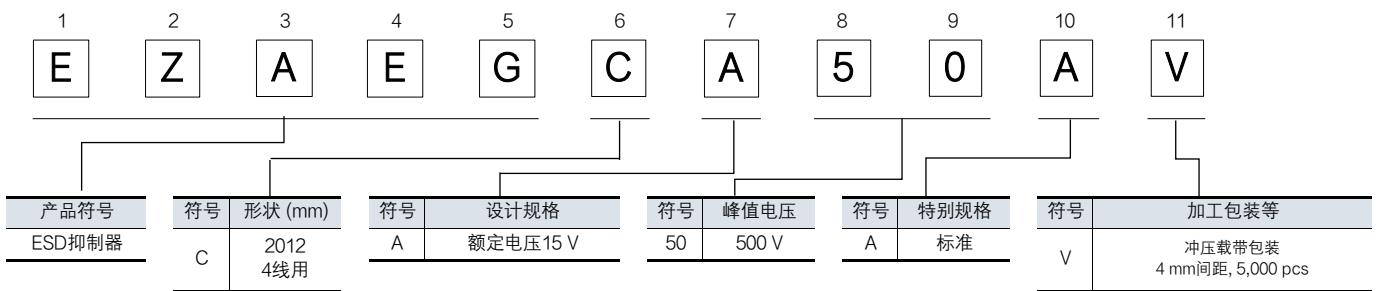 1 2 3 4 5 6 7 8 9 10 11
E Z A E G C A 5 0 A V
产品符号
ESD抑制器
符号 形状 (mm)
C 2012
4线用
符号 设计规格
A 额定电压15 V
符号 峰值电压
50 500 V
符号 特别规格
A 标准
符号 加工包装等
V 冲压载带包装
4 mm间距, 5,000 pcs